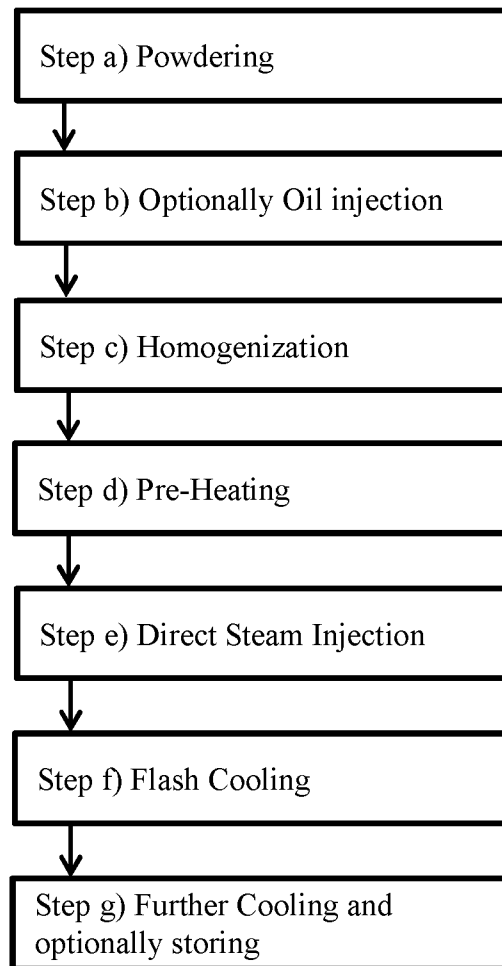 Step a) Powdering
Step b) Optionally Oil injection
Step c) Homogenization
Step d) Pre-Heating
Step e) Direct Steam Injection
Step f) Flash Cooling
Step g) Further Cooling and
optionally storing